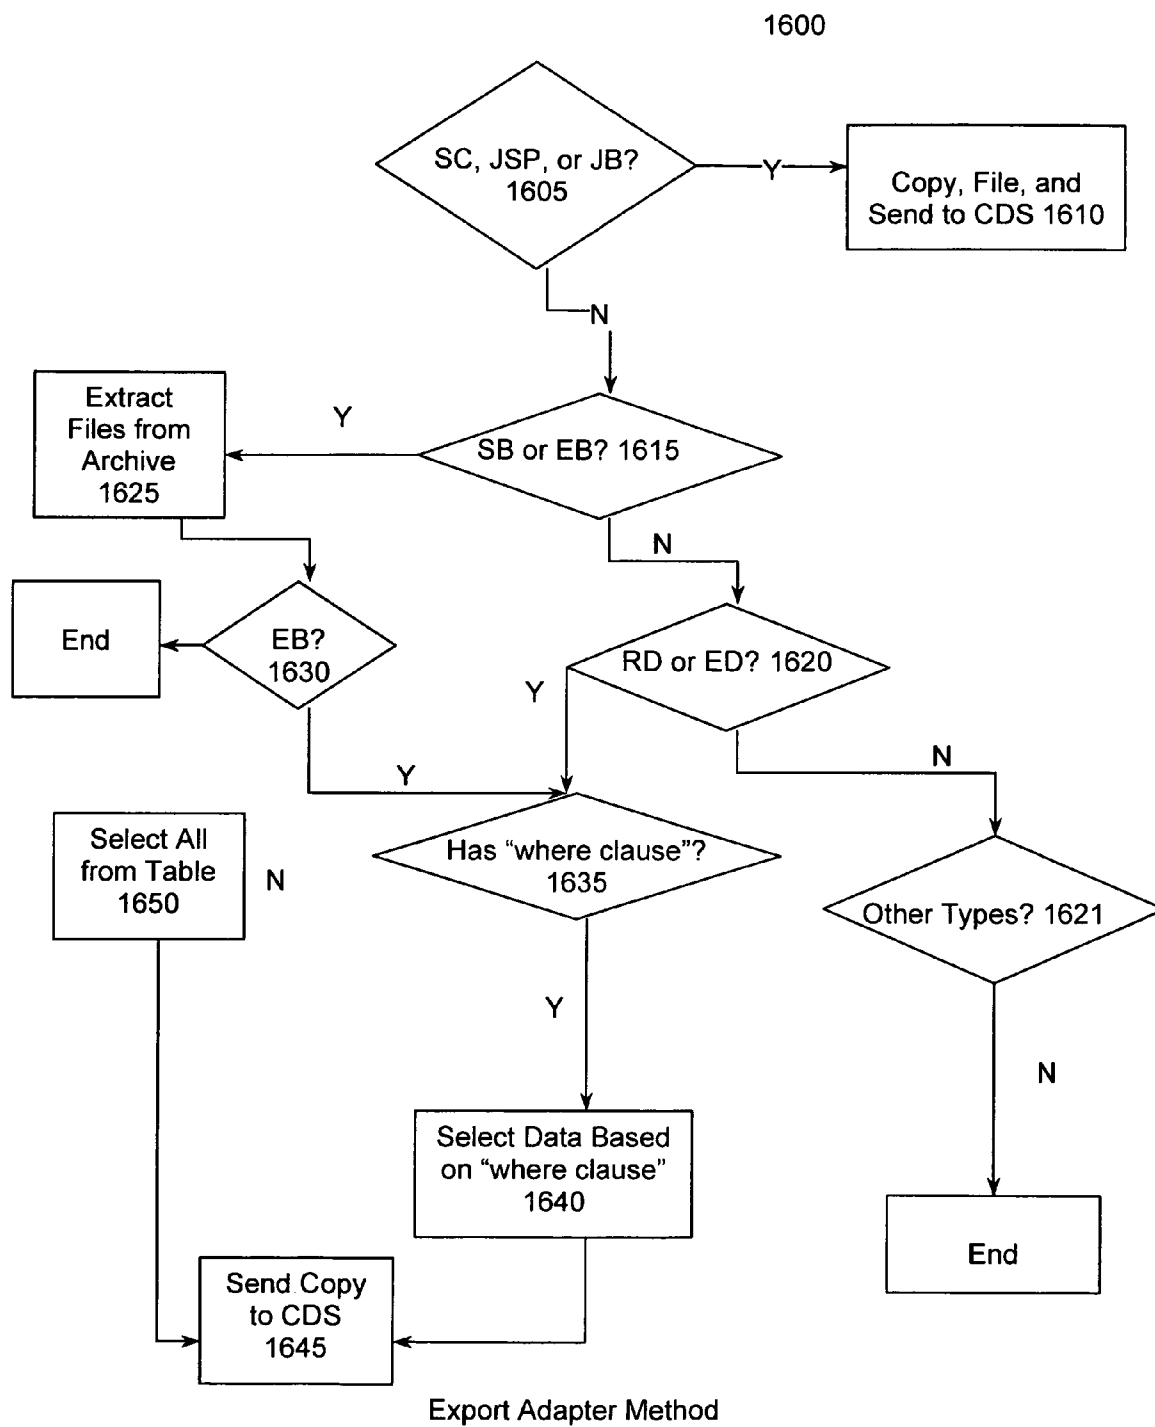 1600
SC, JSP, or JB?
1605
Y
Copy, File, and
Send to CDS 1610
N
Extract
Files from
Archive
1625
Y
SB or EB? 1615
N
End
EB?
1630
RD or ED? 1620
Y
N
Y
Select All
from Table
1650
N
Has “where clause”?
1635
Other Types? 1621
Y
N
Select Data Based
on “where clause”
1640
End
Send Copy
to CDS
1645
Export Adapter Method